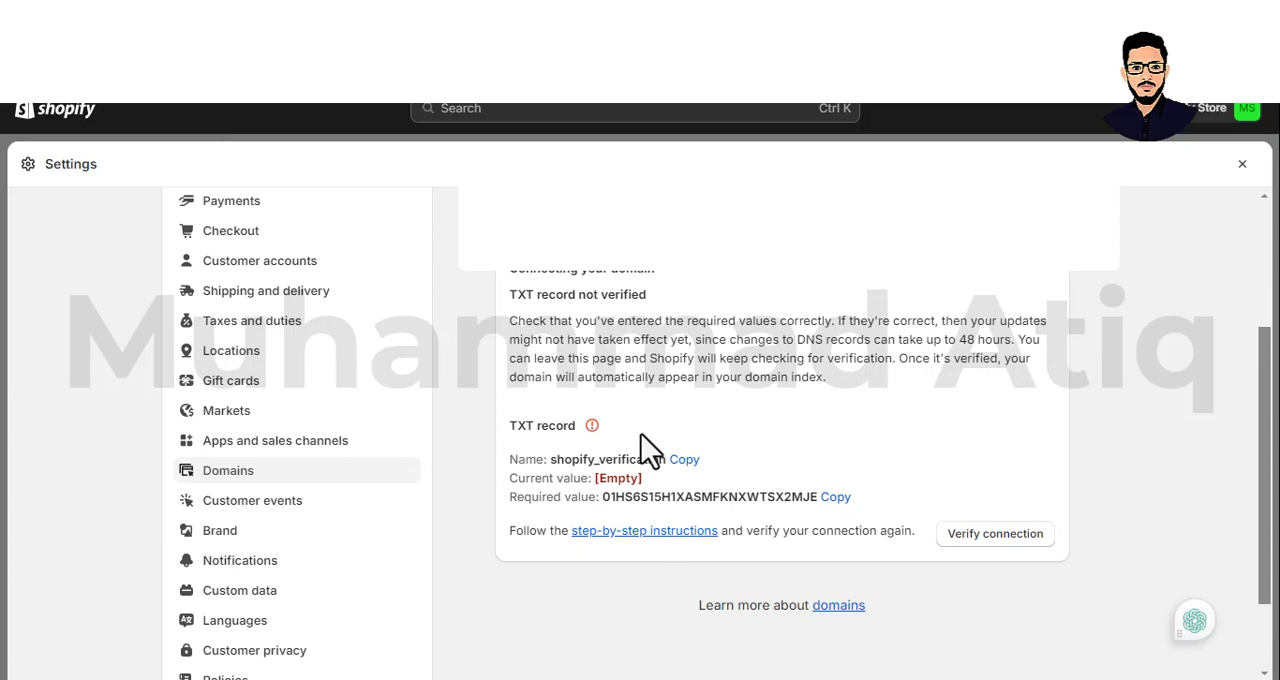 shopify
Search
Ctrl K
Store
MS
Settings
Payments
Checkout
Customer accounts
Shipping and delivery
Taxes and duties
Locations
Gift cards
Markets
Apps and sales channels
Domains
Customer events
Brand
Notifications
Custom data
Languages
Customer privacy
Policies
Connecting your domain
TXT record not verified
Check that you've entered the required values correctly. If they're correct, then your updates
might not have taken effect yet, since changes to DNS records can take up to 48 hours. You
can leave this page and Shopify will keep checking for verification. Once it's verified, your
domain will automatically appear in your domain index.
TXT record
Name: shopify_verification Copy
Current value: [Empty]
Required value: 01HS6S15H1XASMFKNXWTSX2MJE Copy
Follow the step-by-step instructions and verify your connection again.
Verify connection
Learn more about domains
Muhammad Atiq